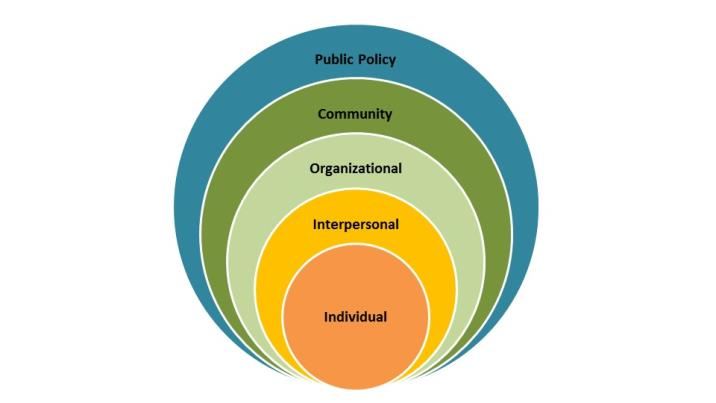 Public Policy
Community
Organizational
Interpersonal
Individual